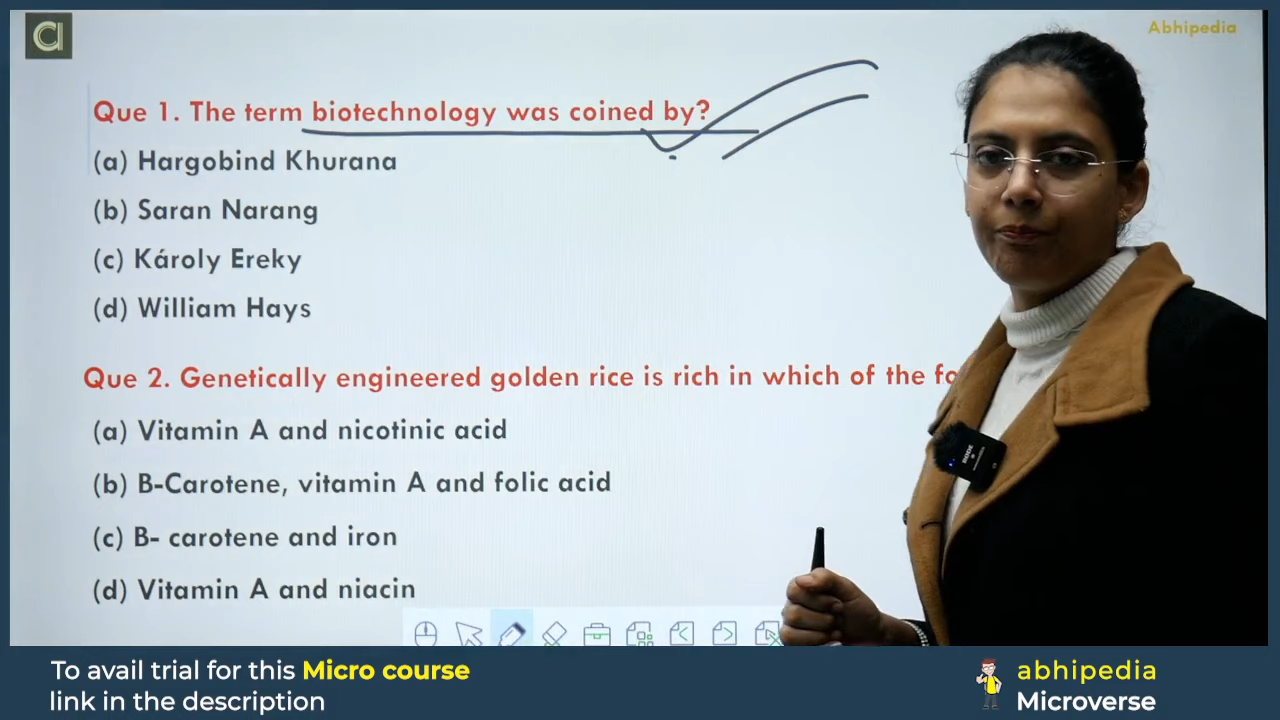 Abhipedia
Que 1. The term biotechnology was coined by?
(a) Hargobind Khurana
(b) Saran Narang
(c) Károly Ereky
(d) William Hays
Que 2. Genetically engineered golden rice is rich in which of the
(a) Vitamin A and nicotinic acid
(b) B-Carotene, vitamin A and folic acid
(c) B- carotene and iron
(d) Vitamin A and niacin
To avail trial for this Micro course
link in the description
abhipedia
Microverse